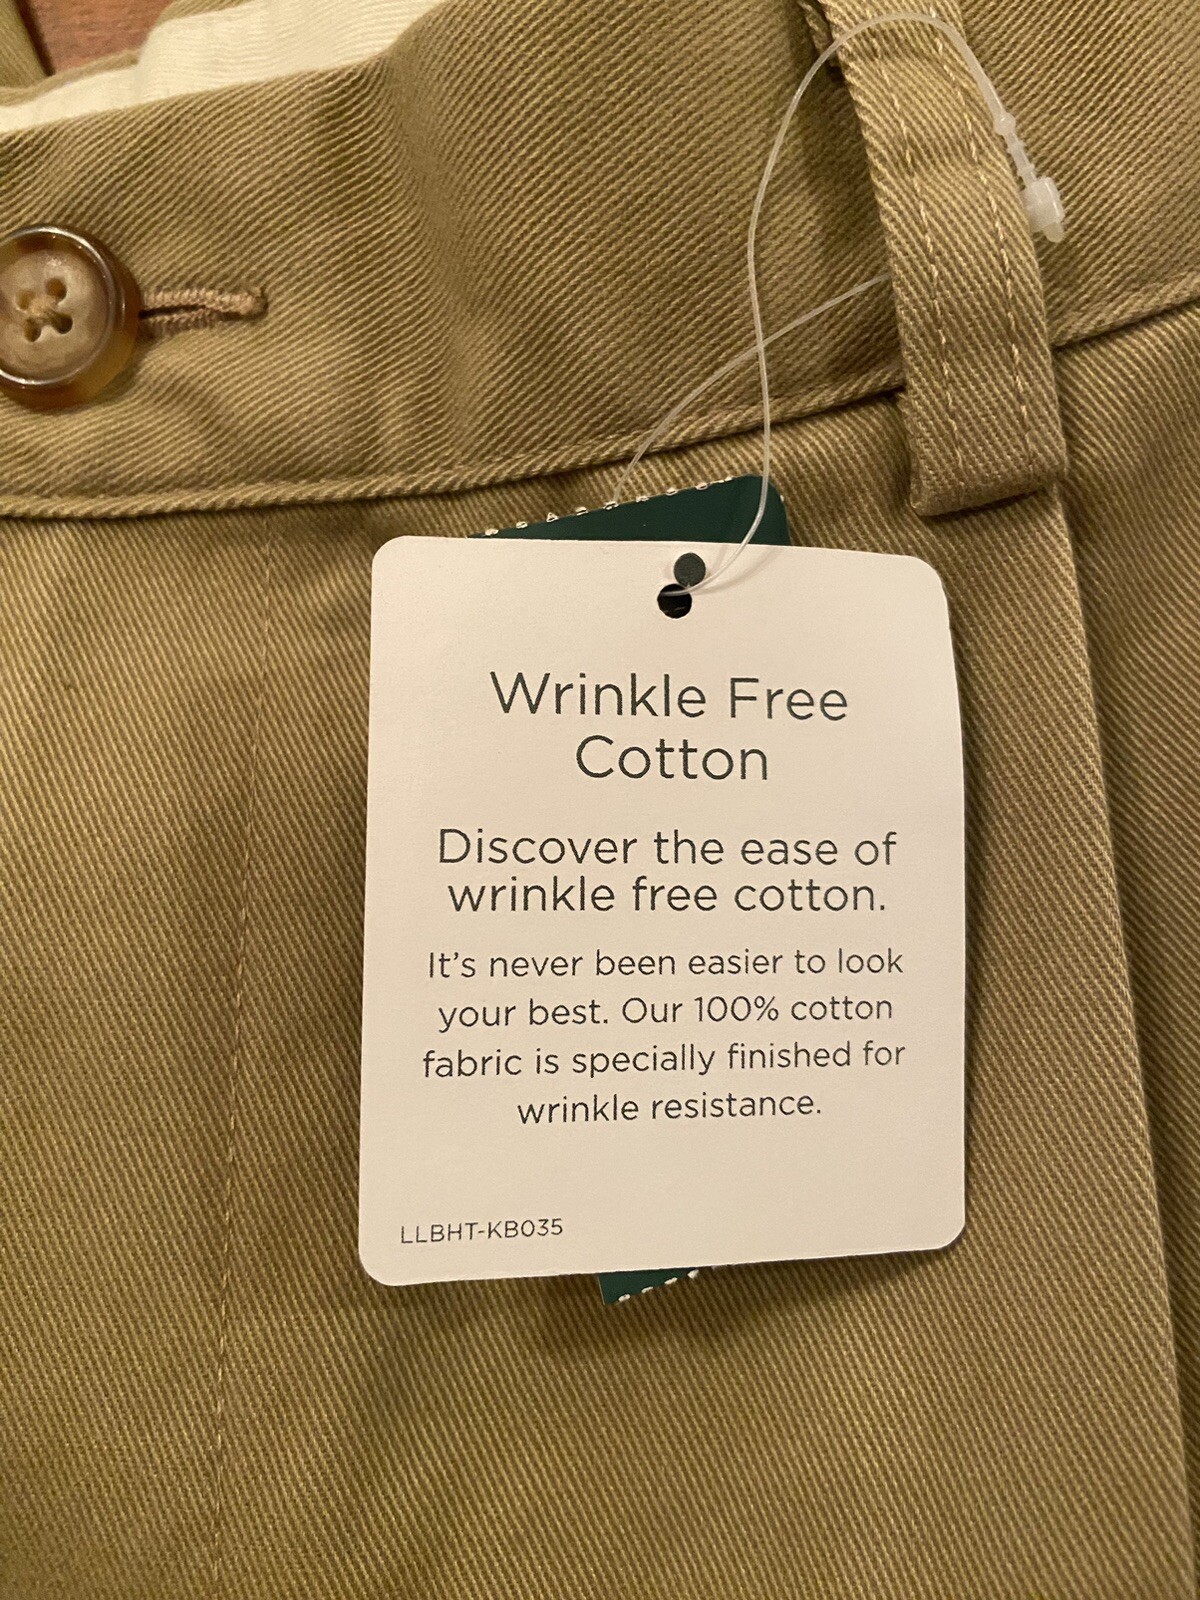 Wrinkle Free
Cotton
Discover the ease of
wrinkle free cotton.
It's never been easier to look
your best. Our 100% cotton
fabric is specially finished for
wrinkle resistance.
LLBHT-KB035